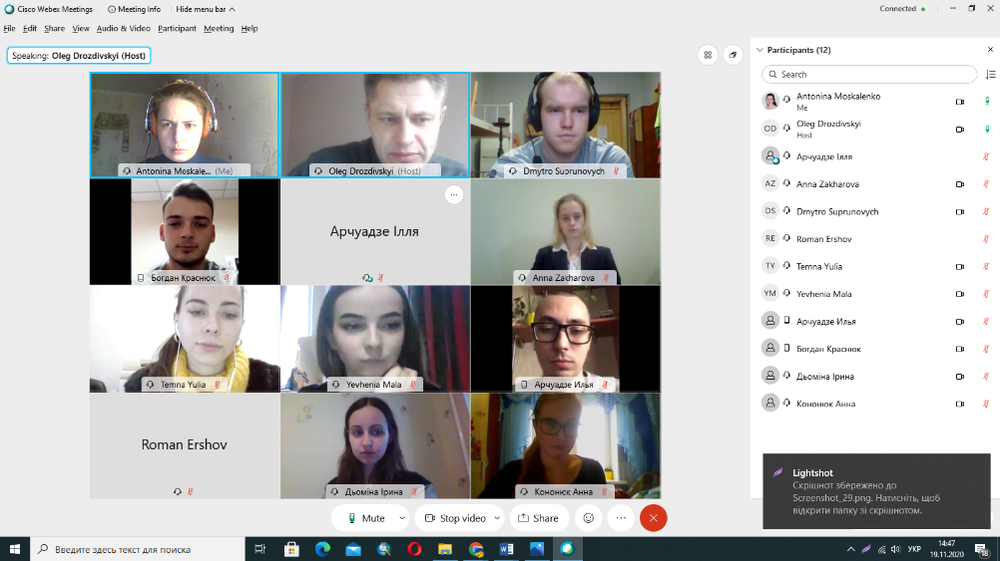 Cisco Webex Meetings
Meeting Info
Hide menu bar
Connected
File Edit Share View Audio & Video Participant Meeting Help
Speaking: Oleg Drozdivskyi (Host)
Antonina Moskale... (Me)
Oleg Drozdivskyi (Host)
Dmytro Suprunovych
Богдан Краснюк
Арчуадзе Ілля
Anna Zakharova
Temna Yulia
Yevhenia Mala
Арчуадзе Илья
Roman Ershov
Дьоміна Ірина
Кононюк Анна
Mute
Stop video
Share
Participants (12)
Search
Antonina Moskalenko
Me
OD
Oleg Drozdivskyi
Host
Арчуадзе Ілля
AZ Anna Zakharova
DS Dmytro Suprunovych
RE Roman Ershov
TY Temna Yulia
YM Yevhenia Mala
Арчуадзе Илья
Богдан Краснюк
Дьоміна Ірина
Кононюк Анна
Lightshot
Скріншот збережено до
Screenshot_29.png. Натисніть, щоб
відкрити папку зі скріншотом.
Введите здесь текст для поиска
УКР
14:47
19.11.2020